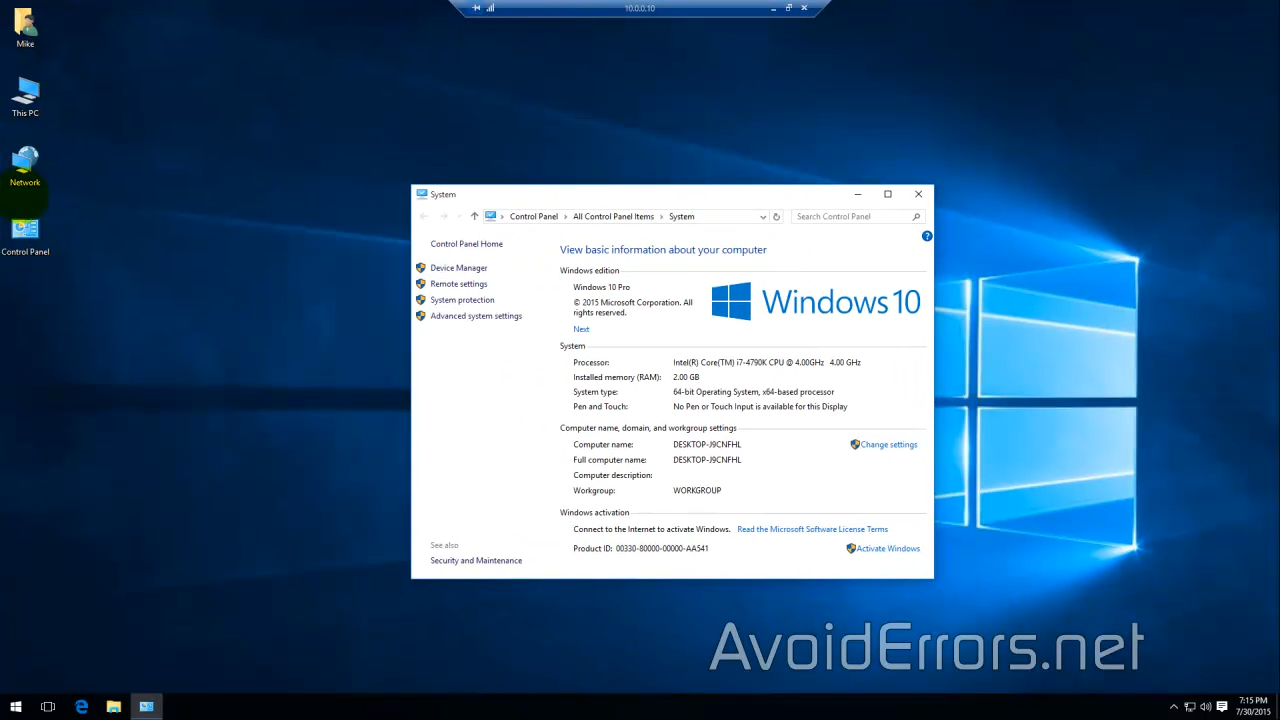 10.0.0.10
Mike
This PC
Network
Control Panel
System
Control Panel > All Control Panel Items > System
Search Control Panel
Control Panel Home
Device Manager
Remote settings
System protection
Advanced system settings
See also
Security and Maintenance
View basic information about your computer
Windows edition
Windows 10 Pro
© 2015 Microsoft Corporation. All
rights reserved.
Next
Windows 10
System
Processor: Intel(R) Core(TM) i7-4790K CPU @ 4.00GHz 4.00 GHz
Installed memory (RAM): 2.00 GB
System type: 64-bit Operating System, x64-based processor
Pen and Touch: No Pen or Touch Input is available for this Display
Computer name, domain, and workgroup settings
Computer name: DESKTOP-J9CNFHL Change settings
Full computer name: DESKTOP-J9CNFHL
Computer description:
Workgroup: WORKGROUP
Windows activation
Connect to the Internet to activate Windows. Read the Microsoft Software License Terms
Product ID: 00330-80000-00000-AA541 Activate Windows
AvoidErrors.net
7:15 PM
7/30/2015